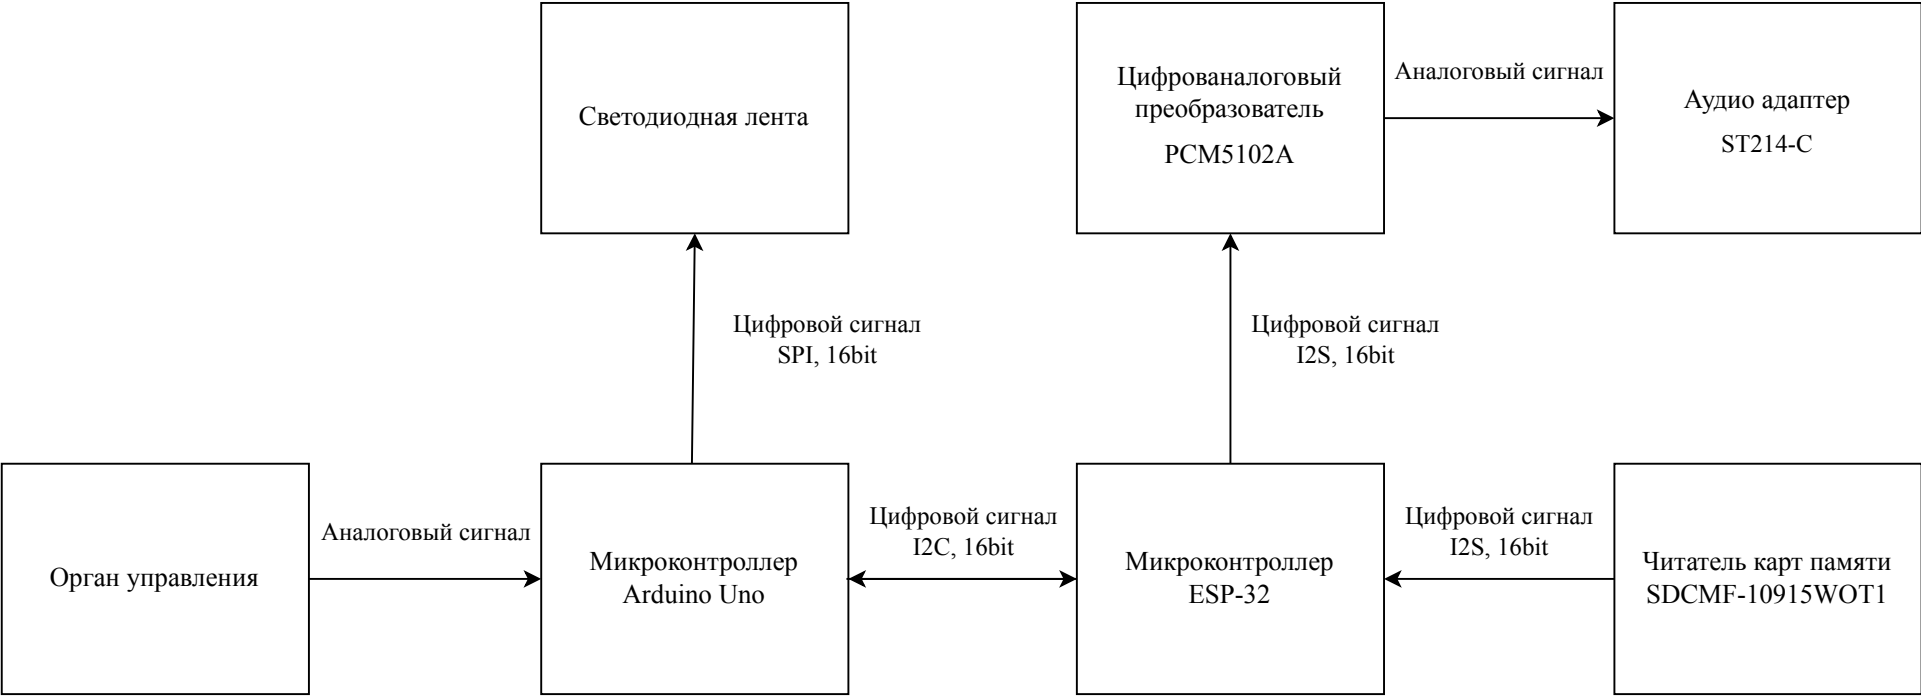 Светодиодная лента
Цифрованалоговый
преобразователь
PCM5102A
Аналоговый сигнал
Аудио адаптер
ST214-C
Цифровой сигнал
SPI, 16bit
Цифровой сигнал
I2S, 16bit
Орган управления
Аналоговый сигнал
Микроконтроллер
Arduino Uno
Цифровой сигнал
I2C, 16bit
Микроконтроллер
ESP-32
Цифровой сигнал
I2S, 16bit
Читатель карт памяти
SDCMF-10915WOT1